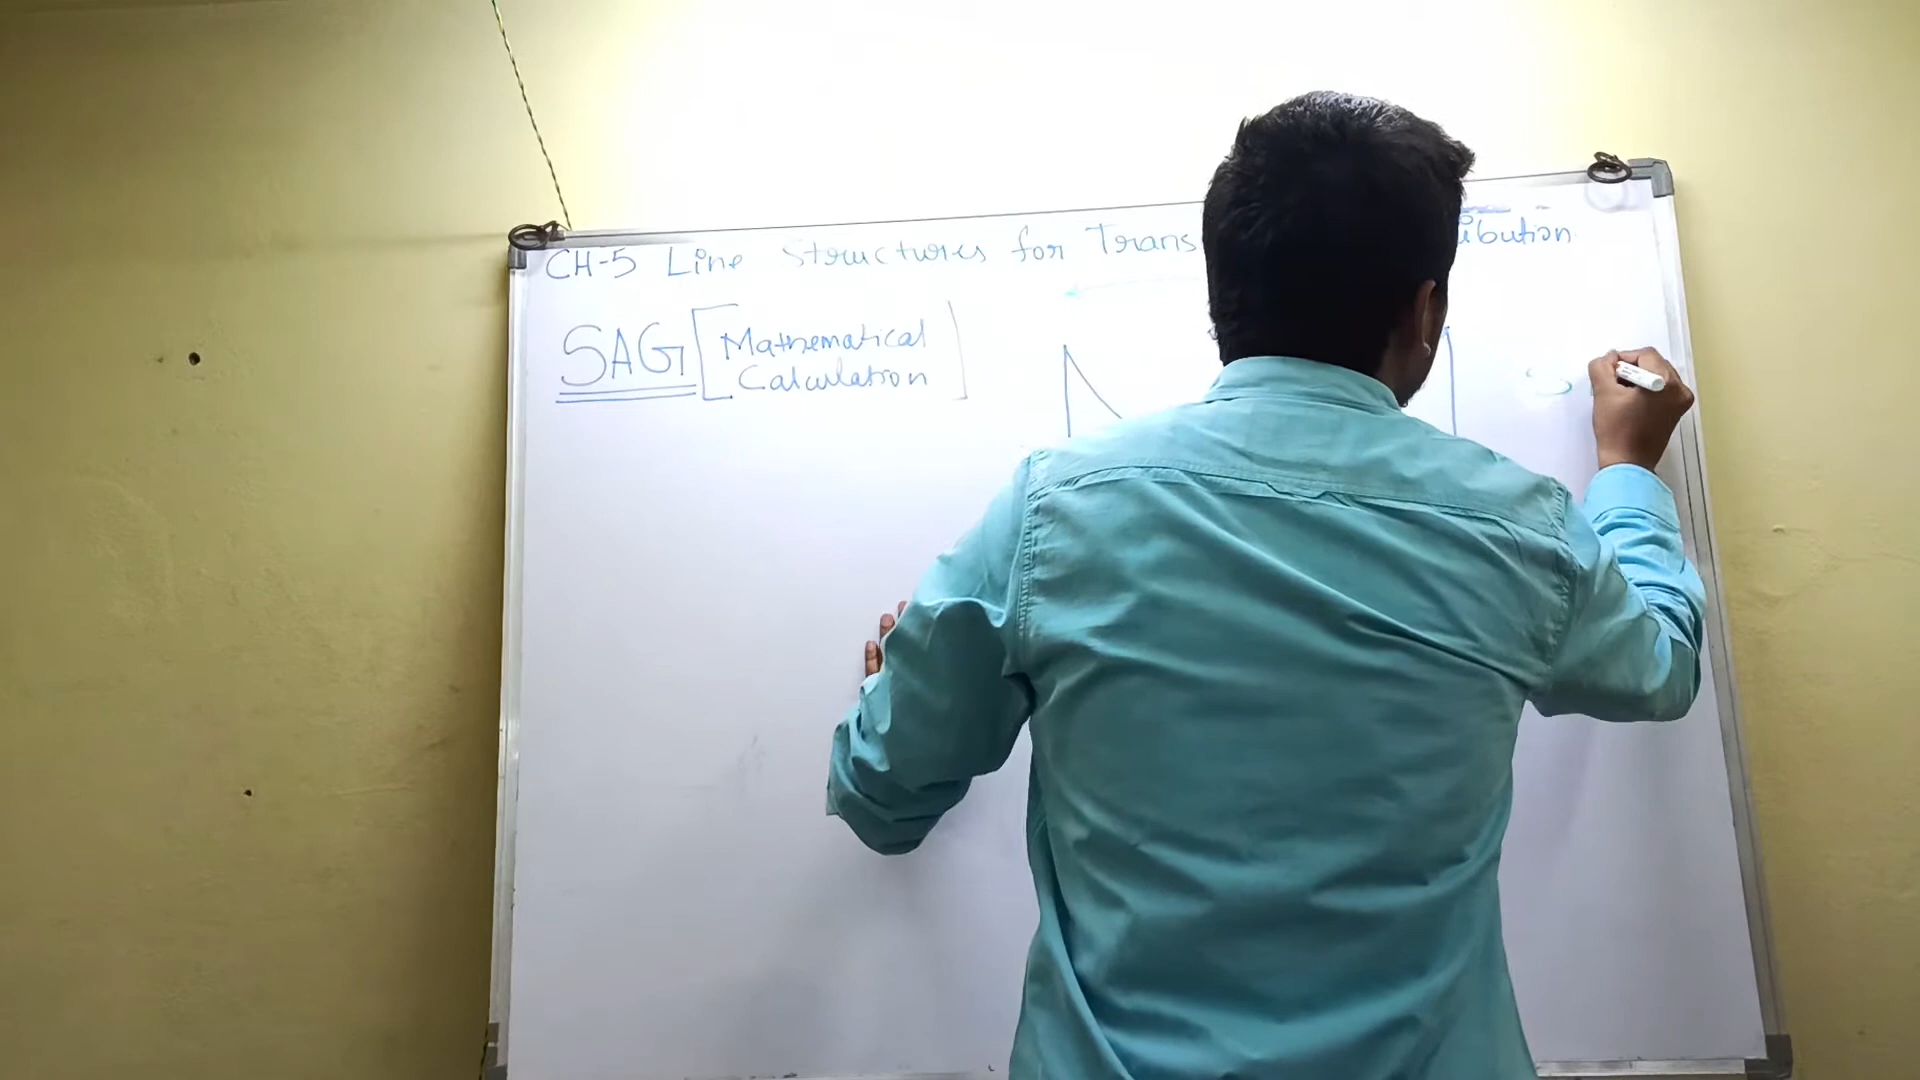 CH-5 Line Structures for Trans ibution
SAG [Mathematical
Calculation]
S